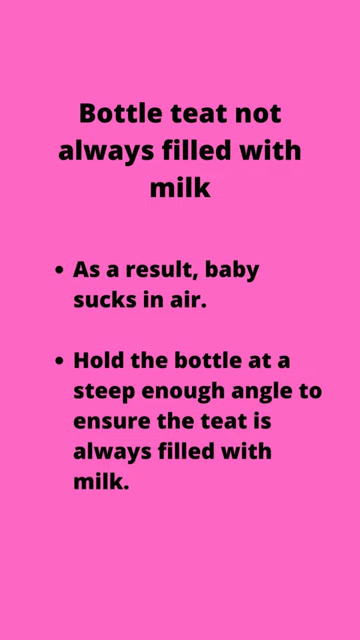 Bottle teat not
always filled with
milk
• As a result, baby
sucks in air.
• Hold the bottle at a
steep enough angle to
ensure the teat is
always filled with
milk.